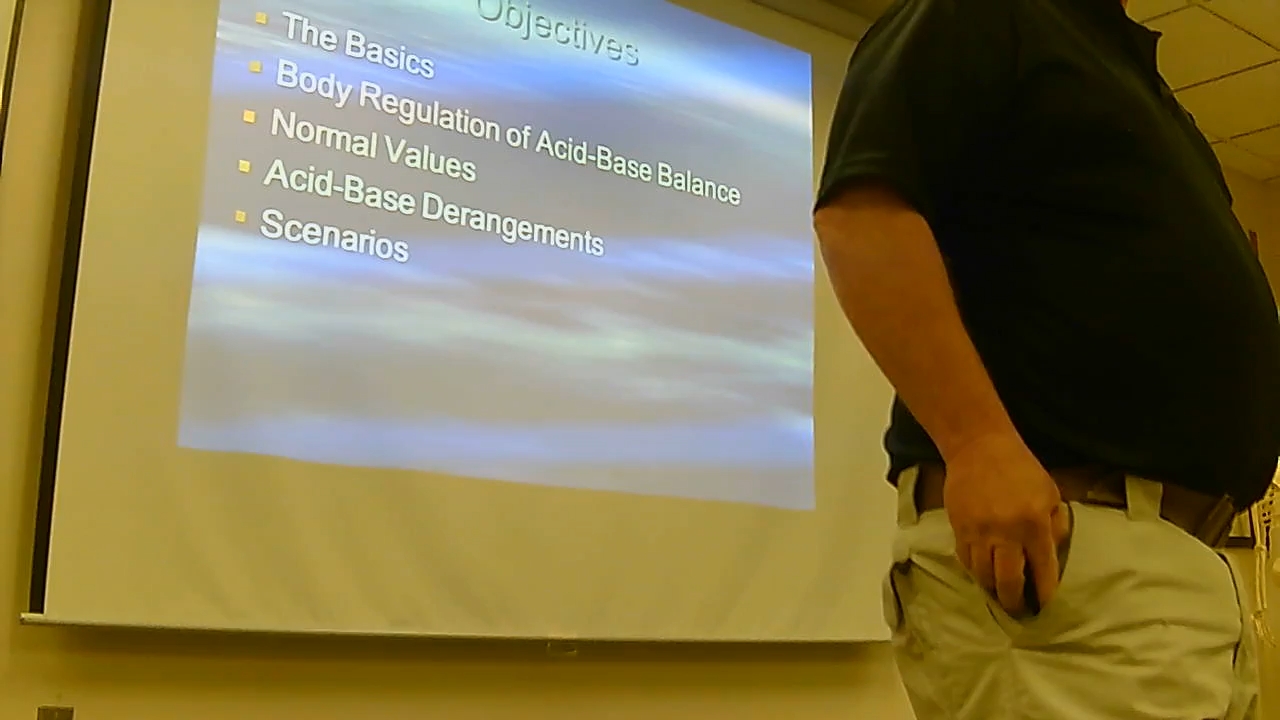 Objectives
The Basics
Body Regulation of Acid-Base Balance
Normal Values
Acid-Base Derangements
Scenarios